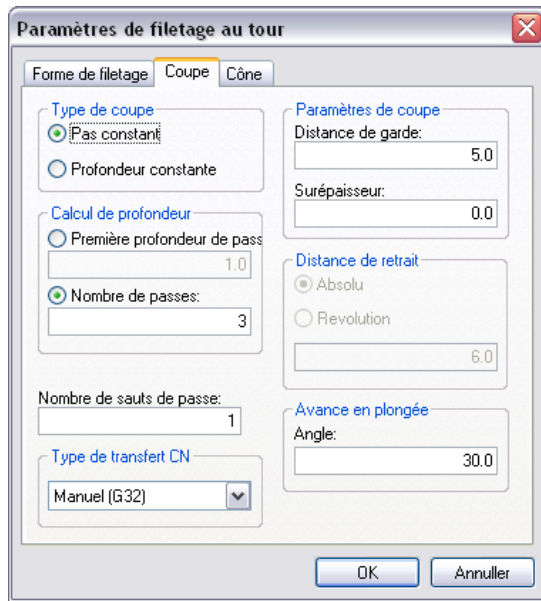 Paramètres de filetage au tour
Forme de filetage Coupe Cône
Type de coupe
Pas constant
Profondeur constante
Calcul de profondeur
Première profondeur de pass
1.0
Nombre de passes:
3
Nombre de sauts de passe:
1
Type de transfert CN
Manuel (G32)
Paramètres de coupe
Distance de garde:
5.0
Surépaisseur:
0.0
Distance de retrait
Absolu
Revolution
6.0
Avance en plongée
Angle:
30.0
OK Annuller